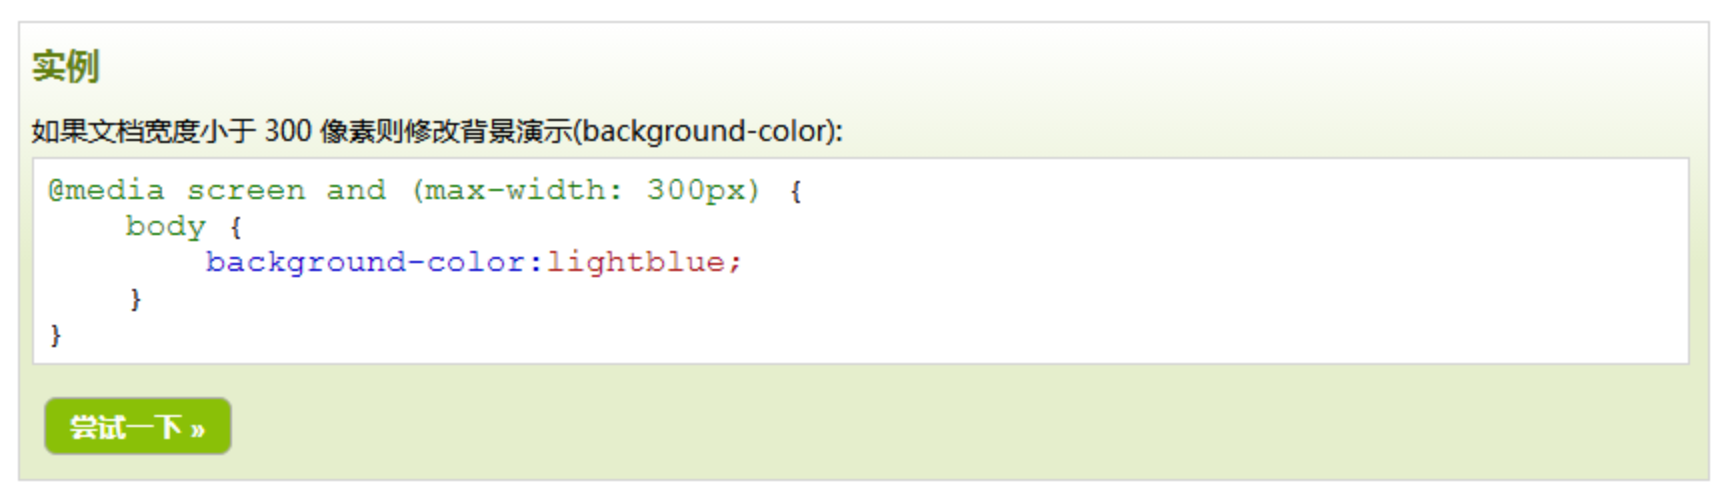 实例
如果文档宽度小于 300 像素则修改背景演示(background-color):
@media screen and (max-width: 300px) {
    body {
        background-color:lightblue;
    }
}
尝试一下 »